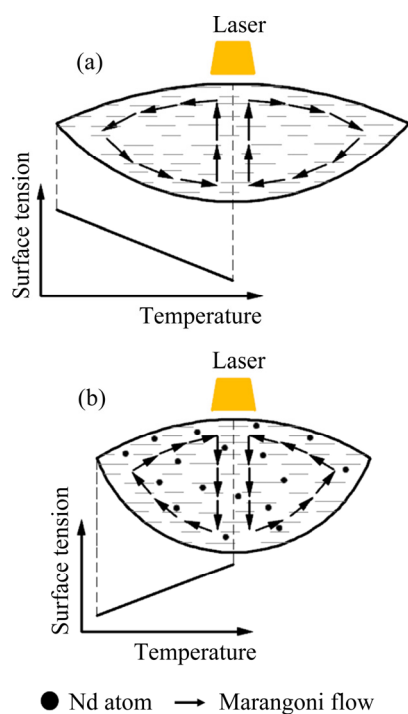 Laser
(a)
Surface tension
Temperature
Laser
(b)
Surface tension
Temperature
Nd atom
Marangoni flow